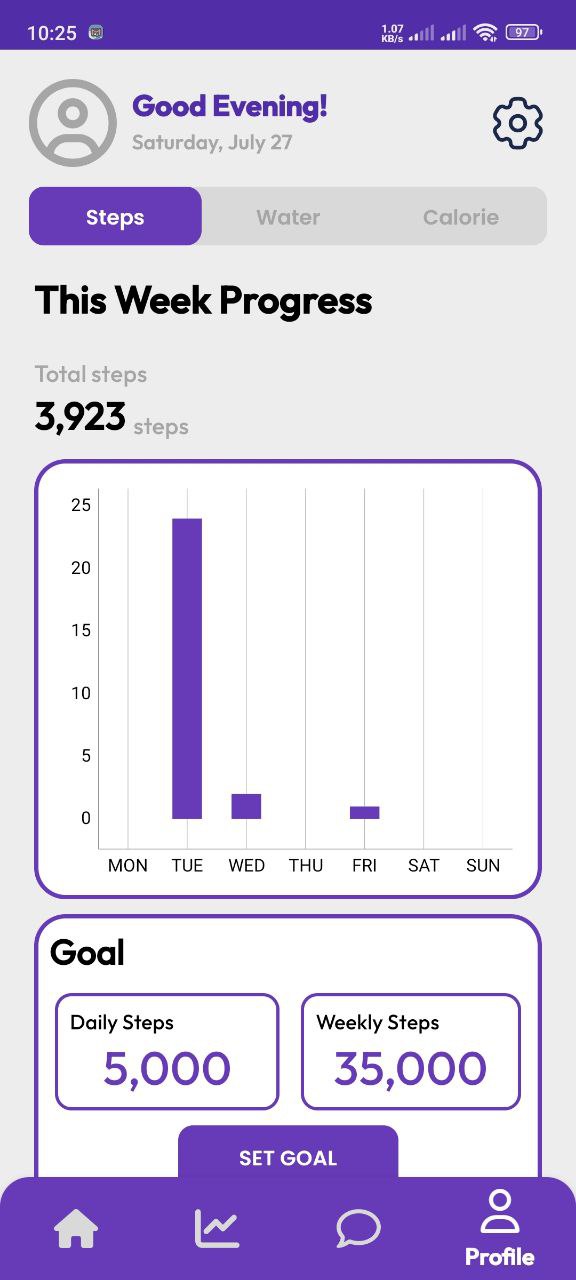 10:25
1.07 KB/s
97
Good Evening!
Saturday, July 27
Steps Water Calorie
This Week Progress
Total steps
3,923 steps
25
20
15
10
5
0
MON TUE WED THU FRI SAT SUN
Goal
Daily Steps Weekly Steps
5,000 35,000
SET GOAL
Profile